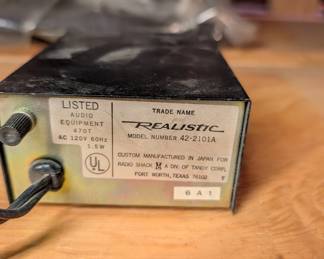 LISTED
AUDIO
EQUIPMENT
470T
AC 120V 60Hz
1.5W
UL
TRADE NAME
REALISTIC
MODEL NUMBER 42-2101A
CUSTOM MANUFACTURED IN JAPAN FOR
RADIO SHACK A DIV. OF TANDY CORP.
FORT WORTH, TEXAS 76102
6A1